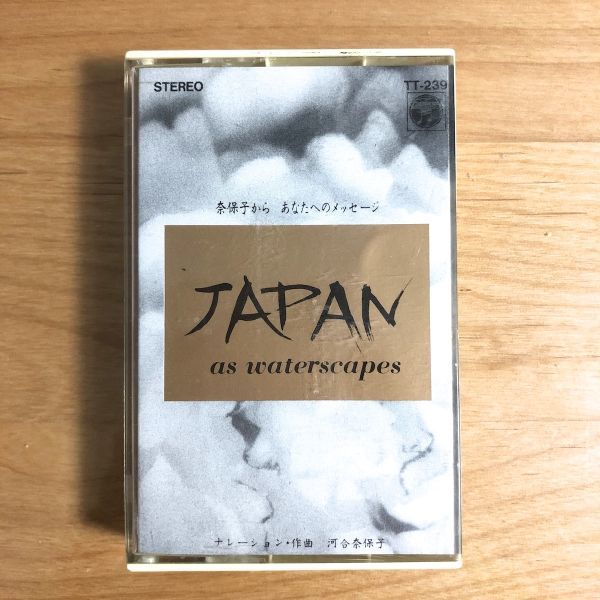 STEREO
TT-239
奈保子から あなたへのメッセージ
JAPAN
as waterscapes
ナレーション・作曲 河合奈保子